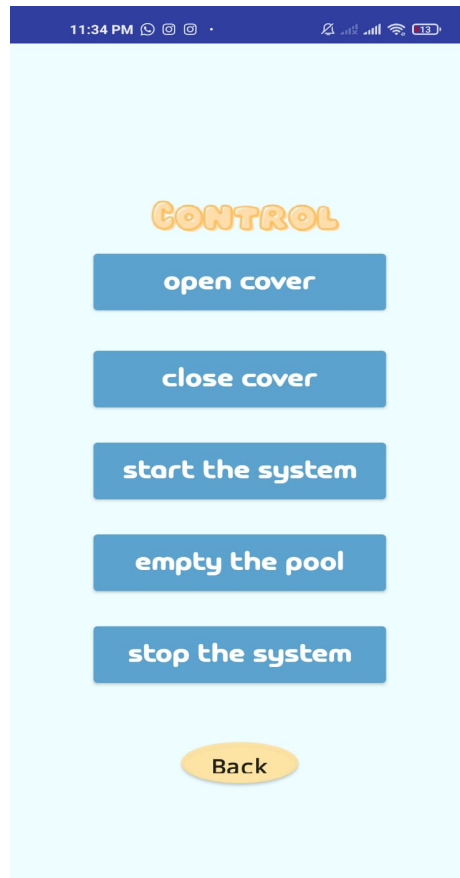 11:34 PM 13
CONTROL
open cover
close cover
start the system
empty the pool
stop the system
Back